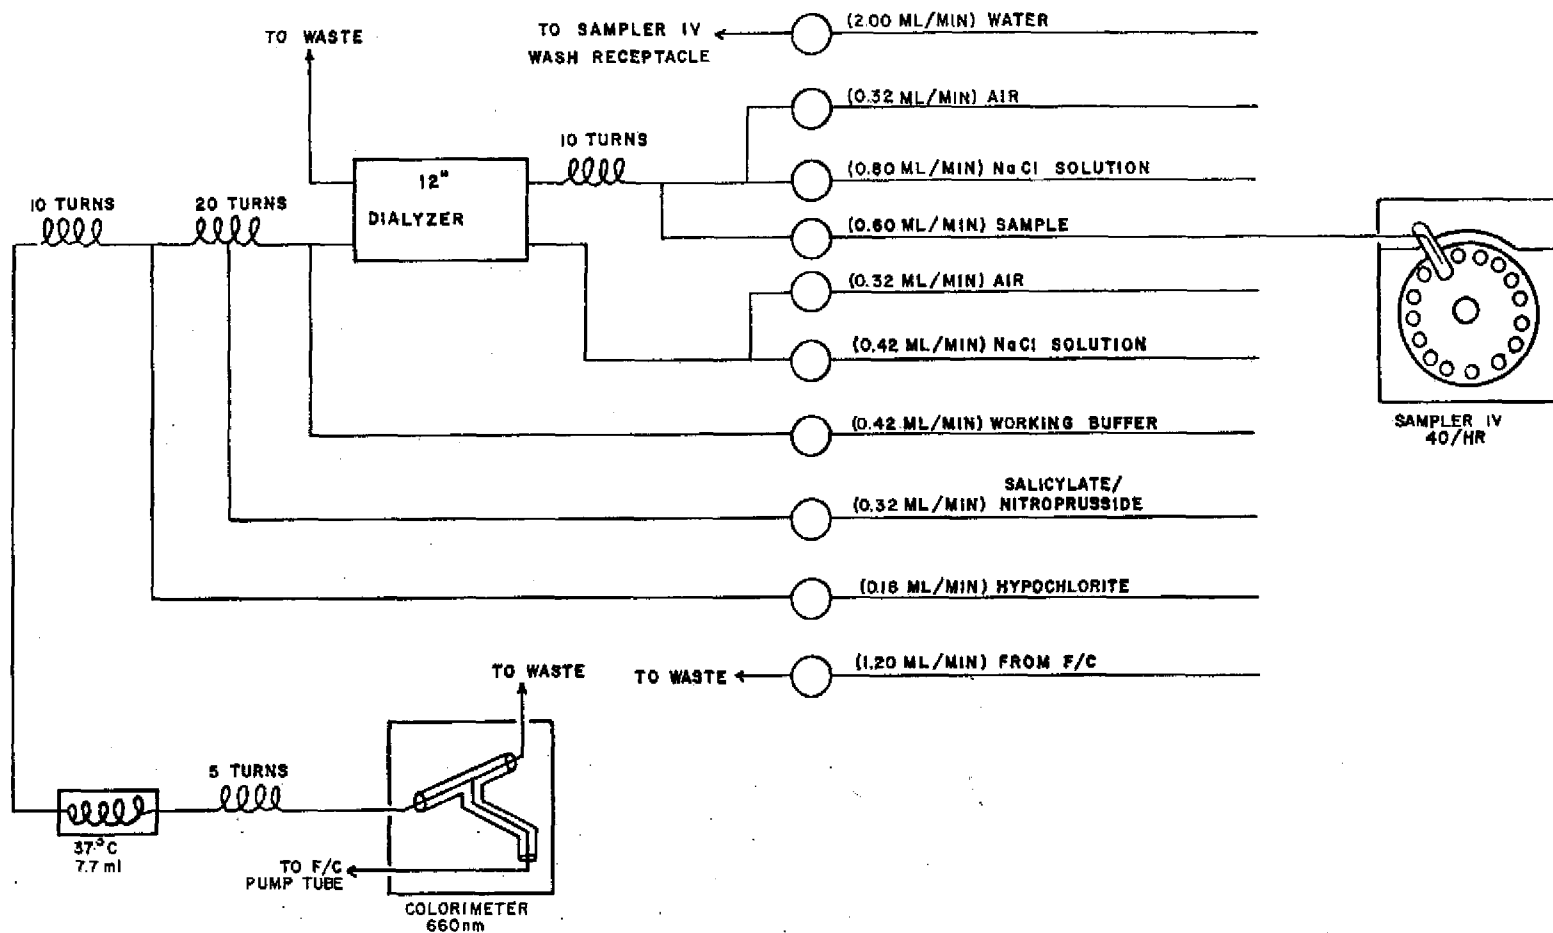 TO WASTE
TO SAMPLER IV
WASH RECEPTACLE
(2.00 ML/MIN) WATER
(0.32 ML/MIN) AIR
10 TURNS
12"
DIALYZER
(0.80 ML/MIN) NaCl SOLUTION
10 TURNS
20 TURNS
(0.60 ML/MIN) SAMPLE
(0.32 ML/MIN) AIR
(0.42 ML/MIN) NaCl SOLUTION
SAMPLER IV
40/HR
(0.42 ML/MIN) WORKING BUFFER
SALICYLATE/
(0.32 ML/MIN) NITROPRUSSIDE
(0.16 ML/MIN) HYPOCHLORITE
TO WASTE
TO WASTE
(1.20 ML/MIN) FROM F/C
5 TURNS
37°C
7.7 ml
TO F/C
PUMP TUBE
COLORIMETER
660nm